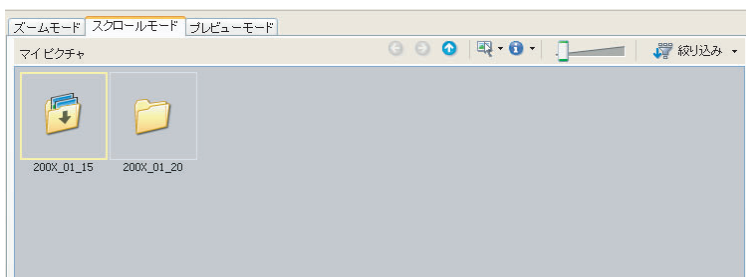 ズームモード スクロールモード プレビューモード
マイ ピクチャ 絞り込み
200X_01_15 200X_01_20